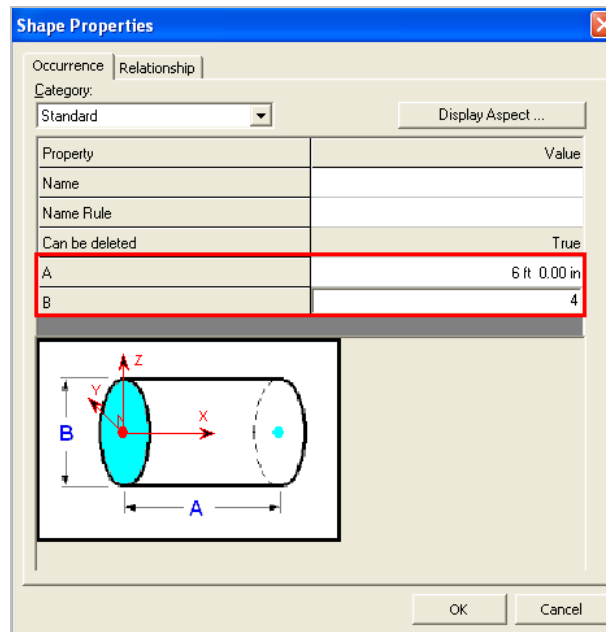 Shape Properties
Occurrence Relationship
Category:
Standard Display Aspect ...
Property Value
Name
Name Rule
Can be deleted True
A 6 ft 0.00 in
B 4
Z
Y
X
B
A
OK Cancel